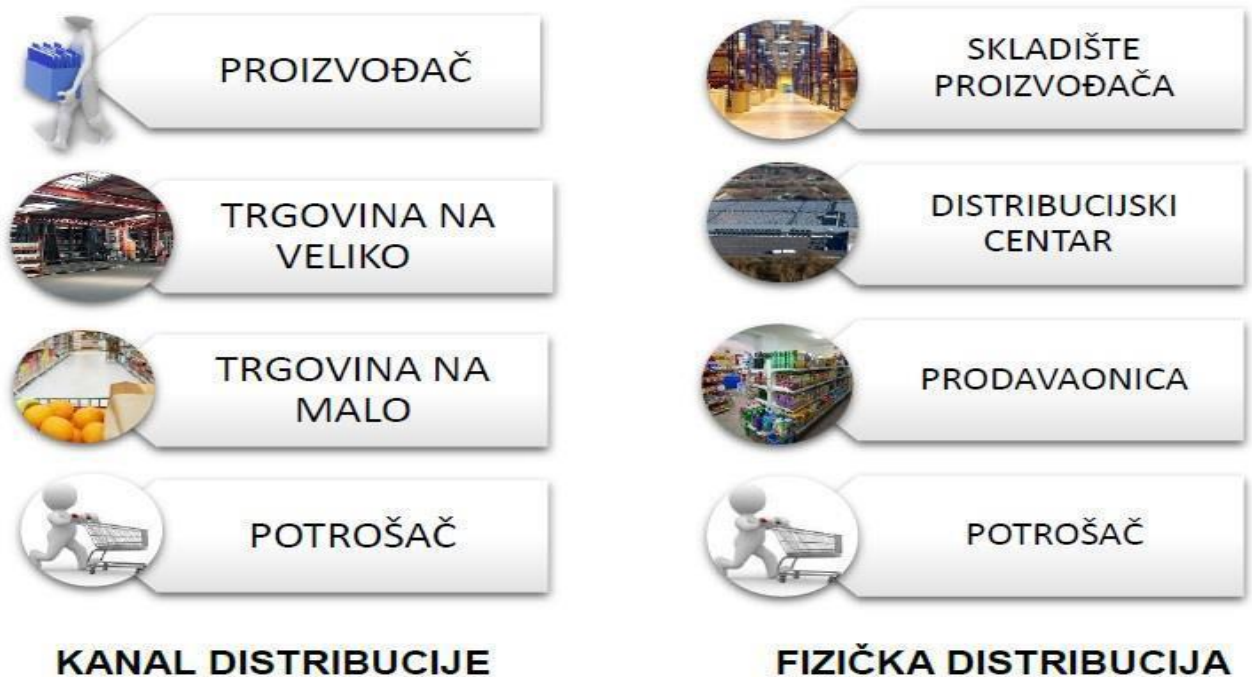 PROIZVOĐAČ
TRGOVINA NA
VELIKO
TRGOVINA NA
MALO
POTROŠAČ
KANAL DISTRIBUCIJE
SKLADIŠTE
PROIZVOĐAČA
DISTRIBUCIJSKI
CENTAR
PRODAVAONICA
POTROŠAČ
FIZIČKA DISTRIBUCIJA